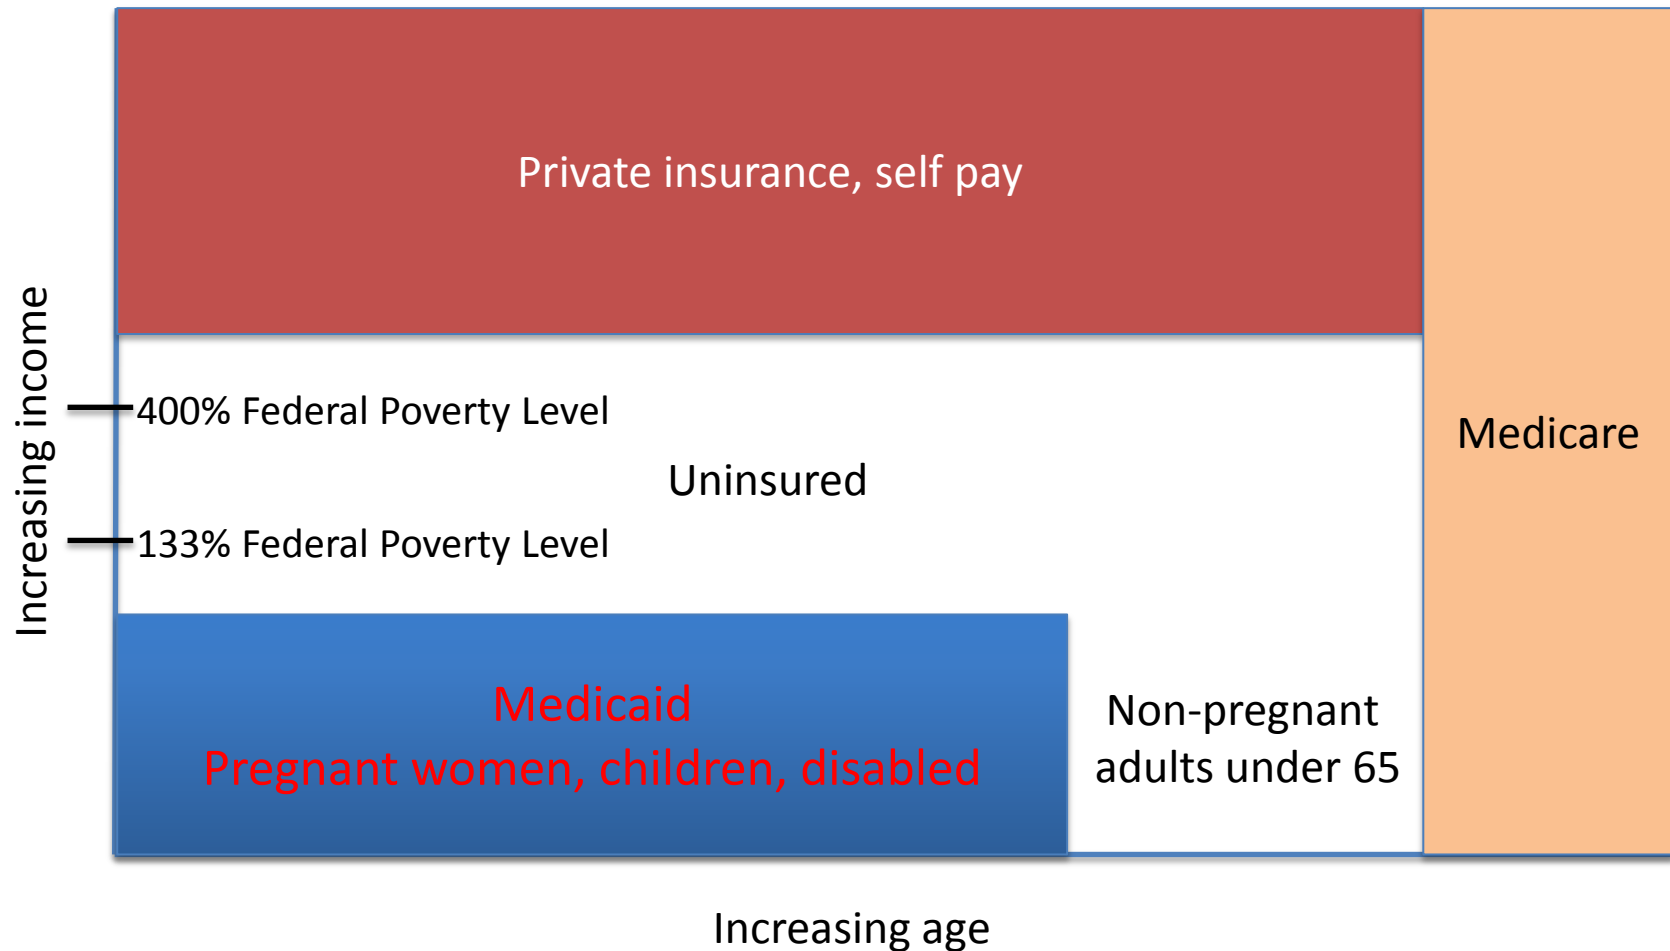 Private insurance, self pay
Increasing income
400% Federal Poverty Level
Medicare
Uninsured
133% Federal Poverty Level
Medicaid
Pregnant women, children, disabled
Non-pregnant
adults under 65
Increasing age